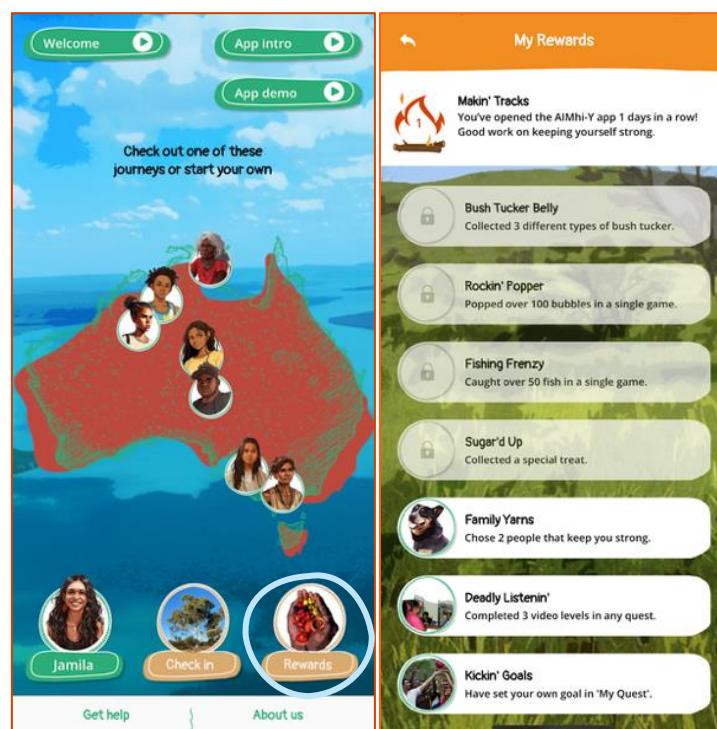 Welcome
App intro
App demo
Check out one of these
journeys or start your own
Jamila
Check in
Rewards
Get help
About us
My Rewards
1
Makin' Tracks
You've opened the AIMhi-Y app 1 days in a row!
Good work on keeping yourself strong.
Bush Tucker Belly
Collected 3 different types of bush tucker.
Rockin' Popper
Popped over 100 bubbles in a single game.
Fishing Frenzy
Caught over 50 fish in a single game.
Sugar'd Up
Collected a special treat.
Family Yarns
Chose 2 people that keep you strong.
Deadly Listenin'
Completed 3 video levels in any quest.
Kickin' Goals
Have set your own goal in 'My Quest'.